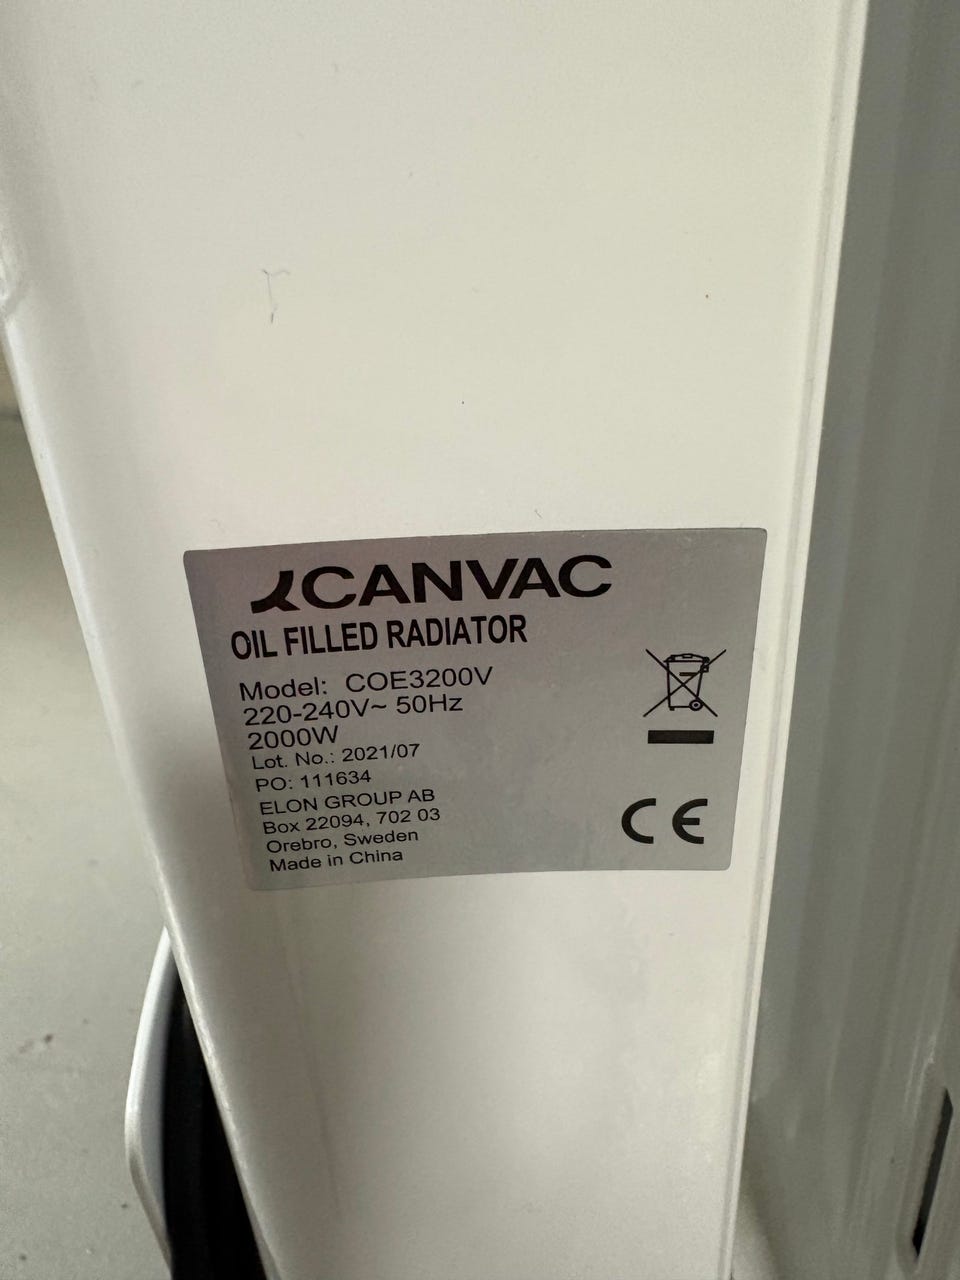 CANVAC
OIL FILLED RADIATOR
Model: COE3200V
220-240V~ 50Hz
2000W
Lot. No.: 2021/07
PO: 111634
ELON GROUP AB
Box 22094, 702 03
Orebro, Sweden
Made in China
CE